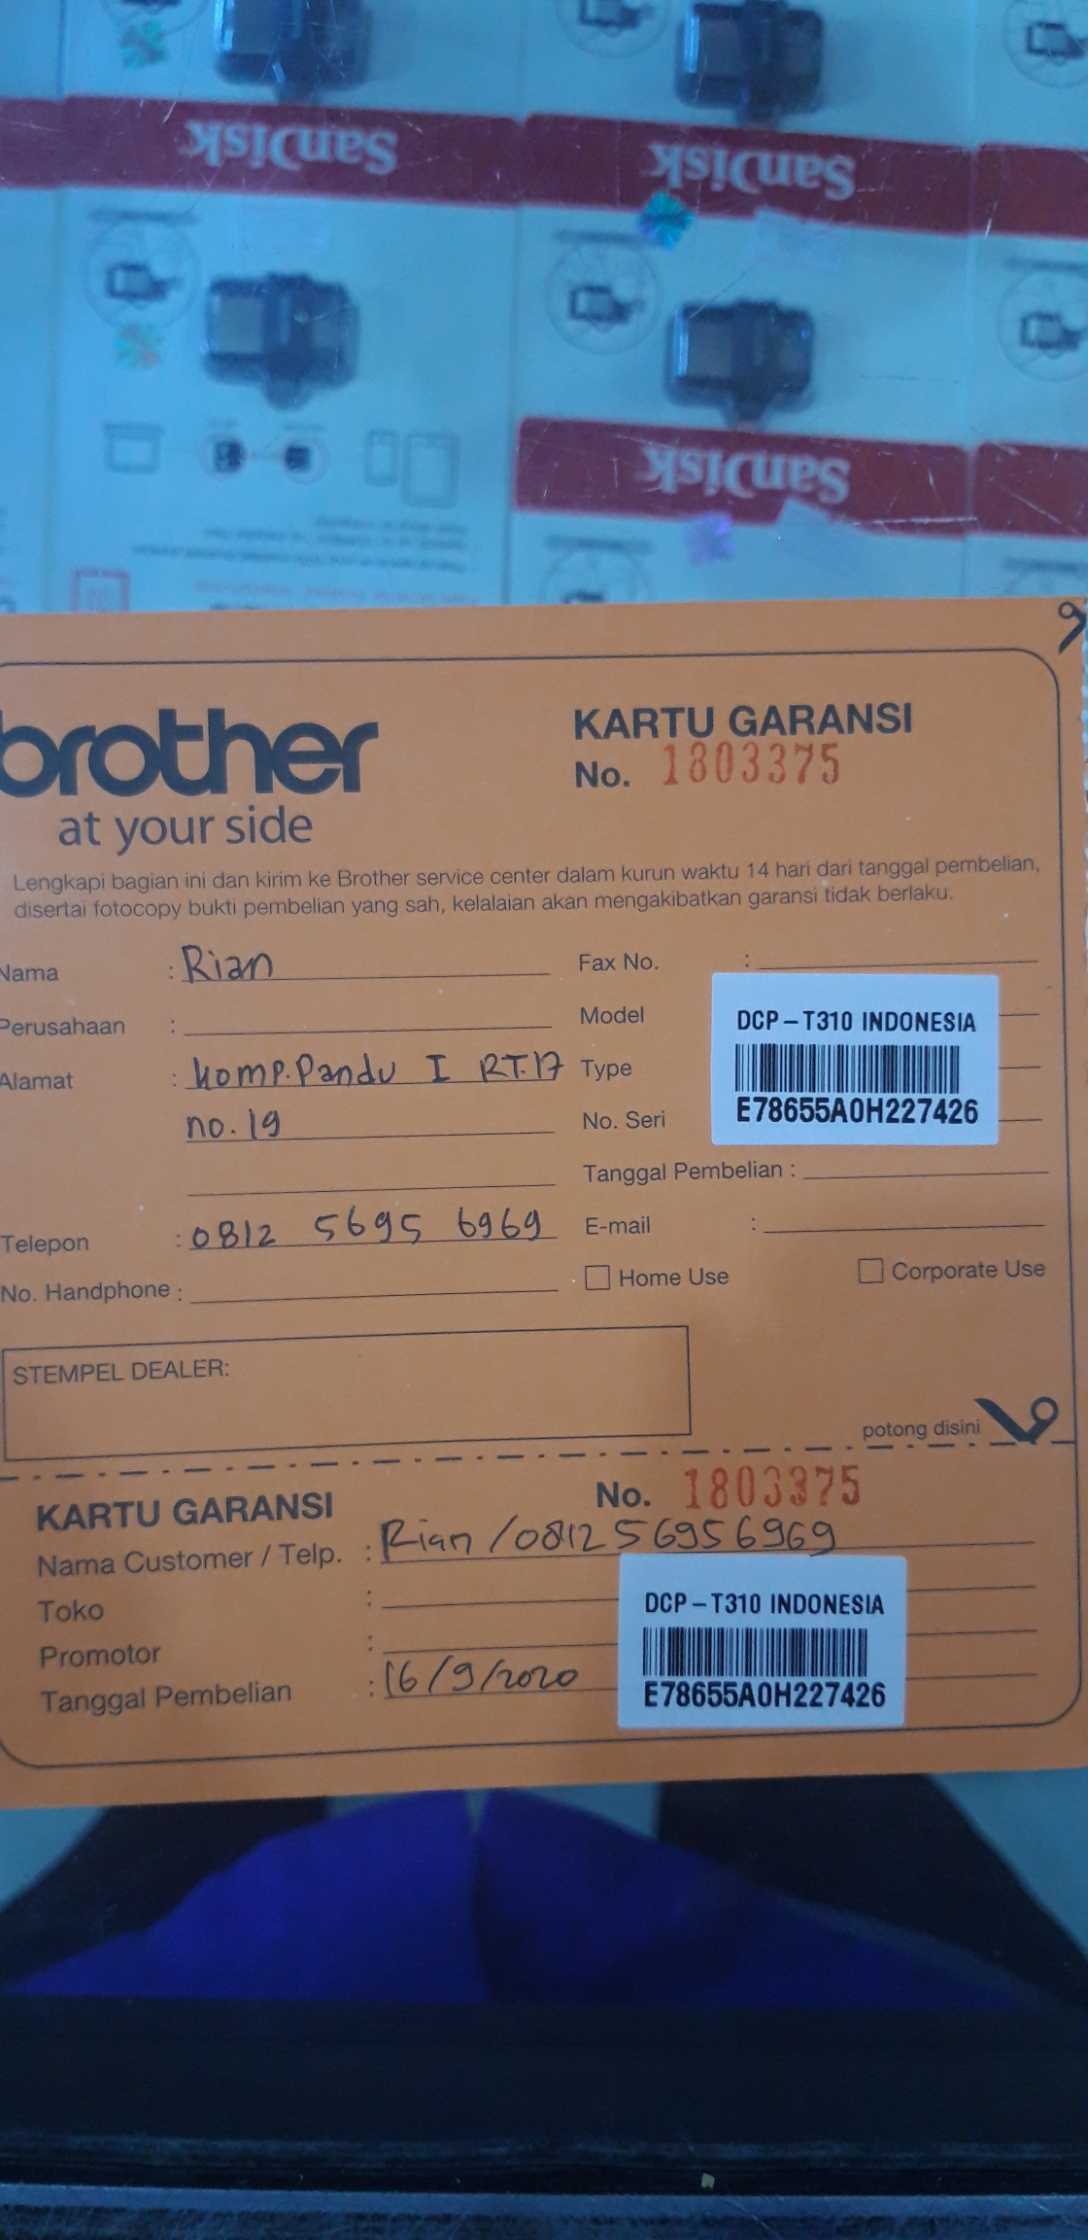 SanDisk
SanDisk
SanDisk
brother
at your side
KARTU GARANSI
No. 1803375
Lengkapi bagian ini dan kirim ke Brother service center dalam kurun waktu 14 hari dari tanggal pembelian,
disertai fotocopy bukti pembelian yang sah, kelalaian akan mengakibatkan garansi tidak berlaku.
Nama : Rian
Perusahaan :
Alamat : Komp. Pandu I RT.17
no. 19
Telepon : 0812 5695 6969
No. Handphone :
Fax No. :
Model
Type
No. Seri
DCP – T310 INDONESIA
E78655A0H227426
Tanggal Pembelian :
E-mail :
Home Use
Corporate Use
STEMPEL DEALER:
potong disini
KARTU GARANSI
No. 1803375
Nama Customer / Telp. : Rian / 0812 5695 6969
Toko :
Promotor :
Tanggal Pembelian : 16/9/2020
DCP – T310 INDONESIA
E78655A0H227426